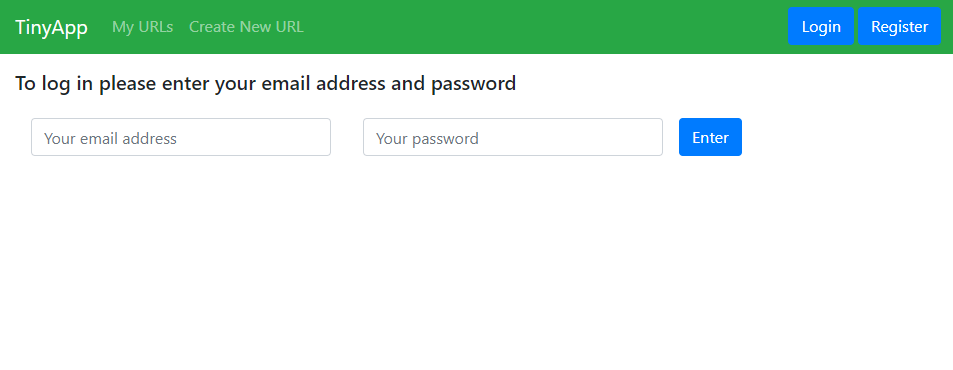 TinyApp My URLs Create New URL Login Register
To log in please enter your email address and password
Your email address Your password Enter